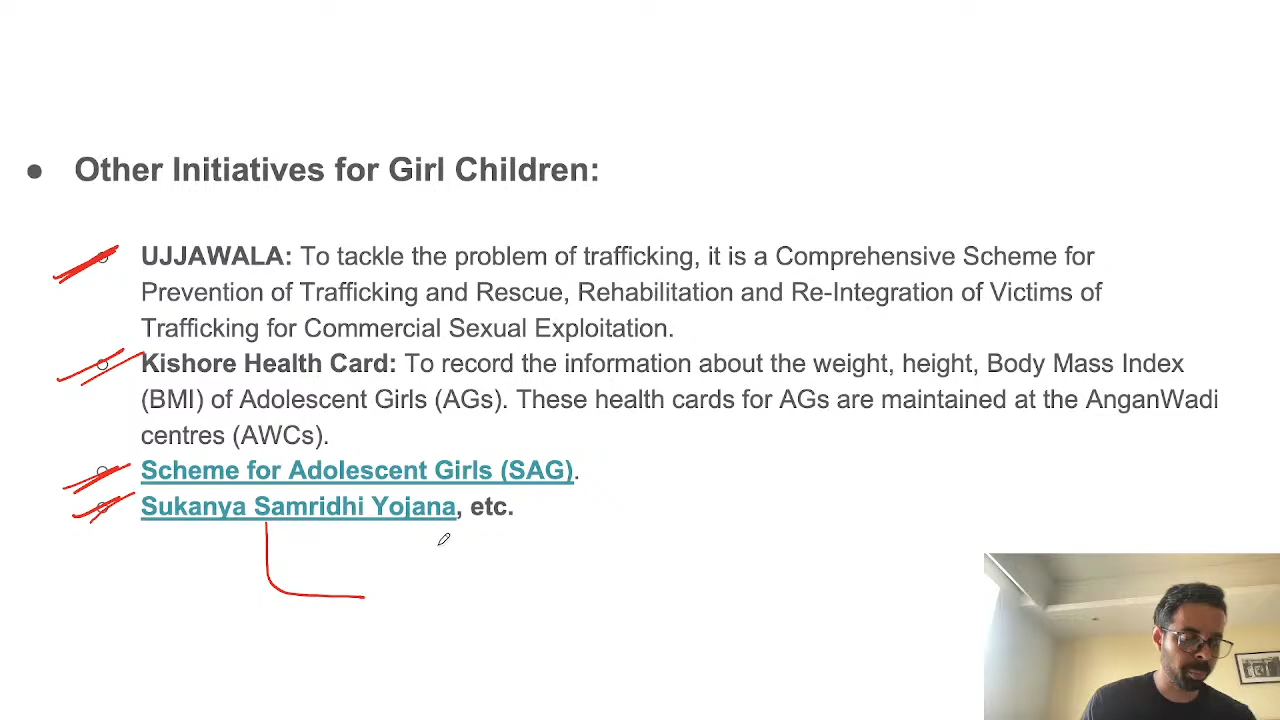 ● Other Initiatives for Girl Children:
○ UJJAWALA: To tackle the problem of trafficking, it is a Comprehensive Scheme for
Prevention of Trafficking and Rescue, Rehabilitation and Re-Integration of Victims of
Trafficking for Commercial Sexual Exploitation.
○ Kishore Health Card: To record the information about the weight, height, Body Mass Index
(BMI) of Adolescent Girls (AGs). These health cards for AGs are maintained at the AnganWadi
centres (AWCs).
○ Scheme for Adolescent Girls (SAG).
○ Sukanya Samridhi Yojana, etc.